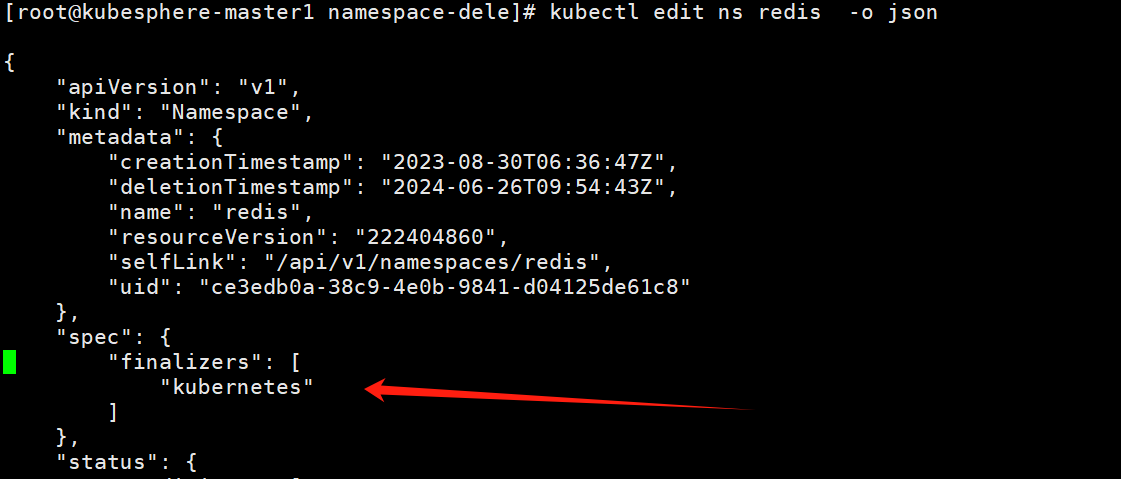 [root@kubesphere-master1 namespace-dele]# kubectl edit ns redis  -o json
{
    "apiVersion": "v1",
    "kind": "Namespace",
    "metadata": {
        "creationTimestamp": "2023-08-30T06:36:47Z",
        "deletionTimestamp": "2024-06-26T09:54:43Z",
        "name": "redis",
        "resourceVersion": "222404860",
        "selfLink": "/api/v1/namespaces/redis",
        "uid": "ce3edb0a-38c9-4e0b-9841-d04125de61c8"
    },
    "spec": {
        "finalizers": [
            "kubernetes"
        ]
    },
    "status": {